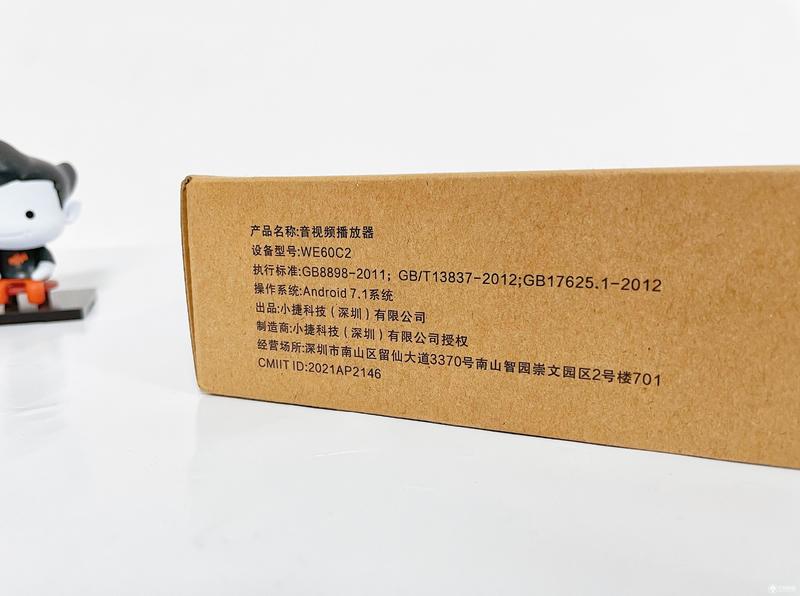 产品名称:音视频播放器
设备型号:WE60C2
执行标准:GB8898-2011; GB/T13837-2012;GB17625.1-2012
操作系统:Android 7.1系统
出品:小捷科技（深圳）有限公司
制造商:小捷科技（深圳）有限公司授权
经营场所:深圳市南山区留仙大道3370号南山智园崇文园区2号楼701
CMIIT ID:2021AP2146